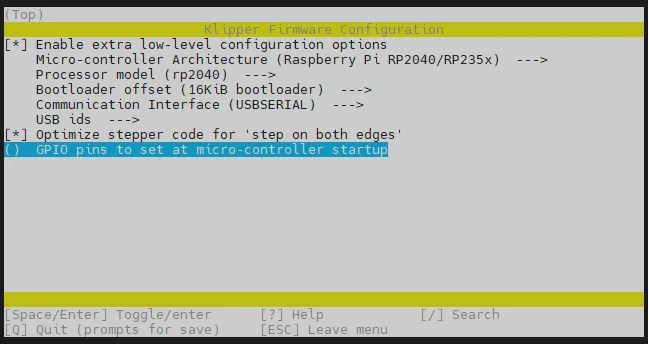 (Top)
Klipper Firmware Configuration
[*] Enable extra low-level configuration options
Micro-controller Architecture (Raspberry Pi RP2040/RP235x)  --->
Processor model (rp2040)  --->
Bootloader offset (16KiB bootloader)  --->
Communication Interface (USBSERIAL)  --->
USB ids  --->
[*] Optimize stepper code for 'step on both edges'
()  GPIO pins to set at micro-controller startup
[Space/Enter] Toggle/enter      [?] Help            [/] Search
[Q] Quit (prompts for save)     [ESC] Leave menu